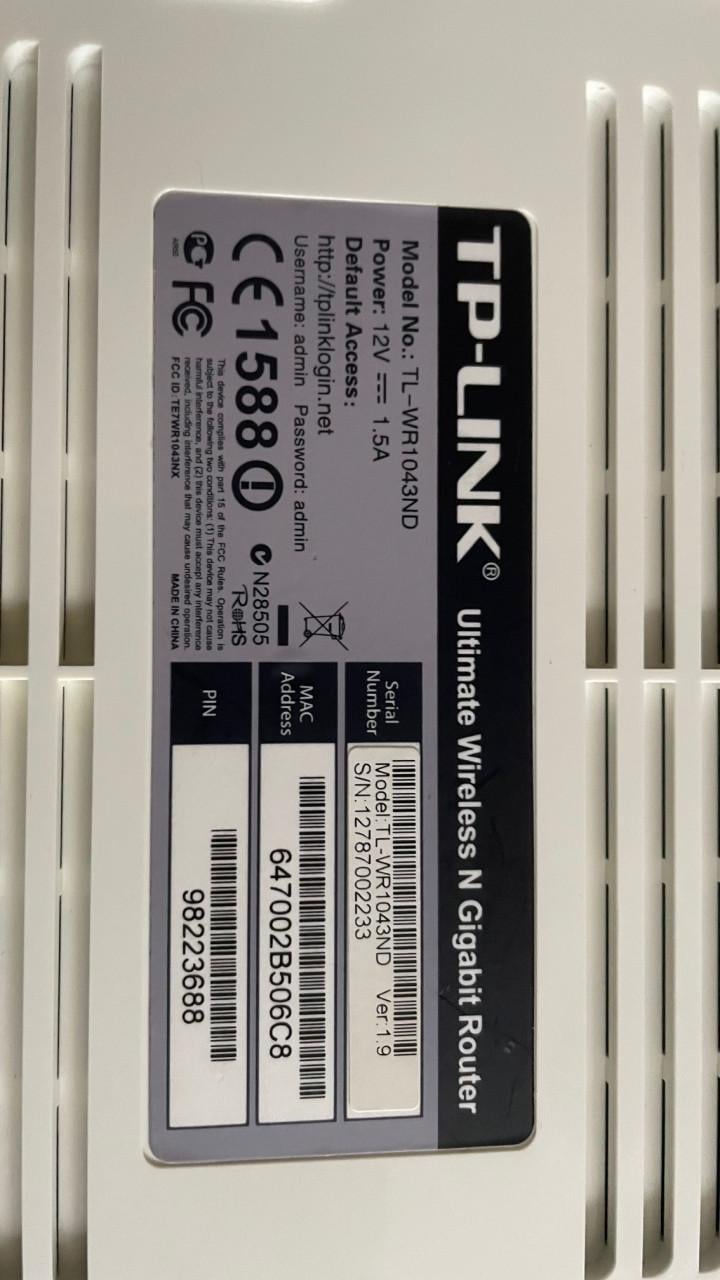 TP-LINK® Ultimate Wireless N Gigabit Router
Model No.: TL-WR1043ND
Power: 12V ⎓ 1.5A
Default Access:
http://tplinklogin.net
Username: admin Password: admin
CE1588
N28505
RoHS
PCT
FC
This device complies with part 15 of the FCC Rules. Operation is
subject to the following two conditions: (1) This device may not cause
harmful interference, and (2) this device must accept any interference
received, including interference that may cause undesired operation.
FCC ID: TE7WR1043NX MADE IN CHINA
Serial
Number
Model:TL-WR1043ND Ver:1.9
S/N:12787002233
MAC
Address
647002B506C8
PIN
98223688